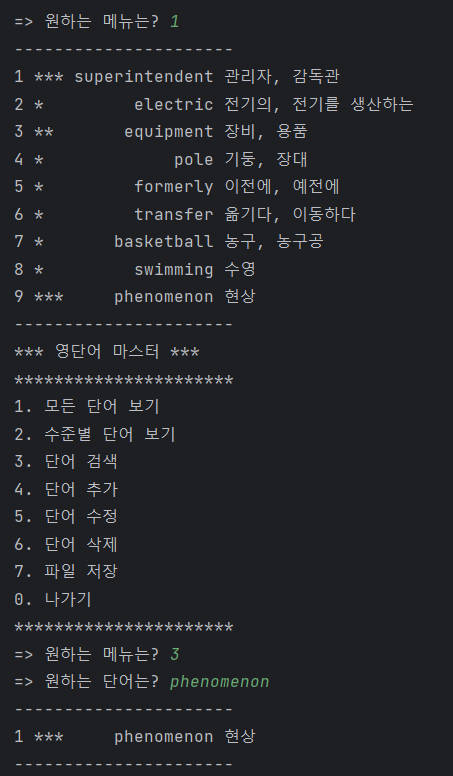 => 원하는 메뉴는? 1
----------------------
1 *** superintendent 관리자, 감독관
2 *         electric 전기의, 전기를 생산하는
3 **       equipment 장비, 용품
4 *             pole 기둥, 장대
5 *         formerly 이전에, 예전에
6 *         transfer 옮기다, 이동하다
7 *       basketball 농구, 농구공
8 *         swimming 수영
9 ***     phenomenon 현상
----------------------
*** 영단어 마스터 ***
**********************
1. 모든 단어 보기
2. 수준별 단어 보기
3. 단어 검색
4. 단어 추가
5. 단어 수정
6. 단어 삭제
7. 파일 저장
0. 나가기
**********************
=> 원하는 메뉴는? 3
=> 원하는 단어는? phenomenon
----------------------
1 ***     phenomenon 현상
----------------------